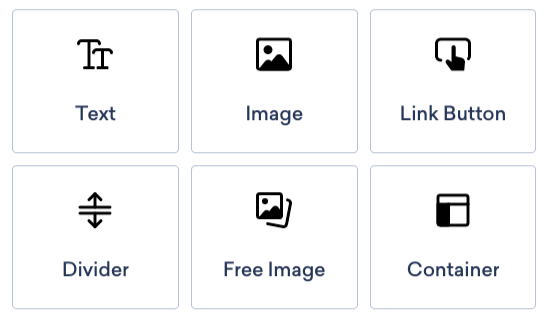 Text
Image
Link Button
Divider
Free Image
Container